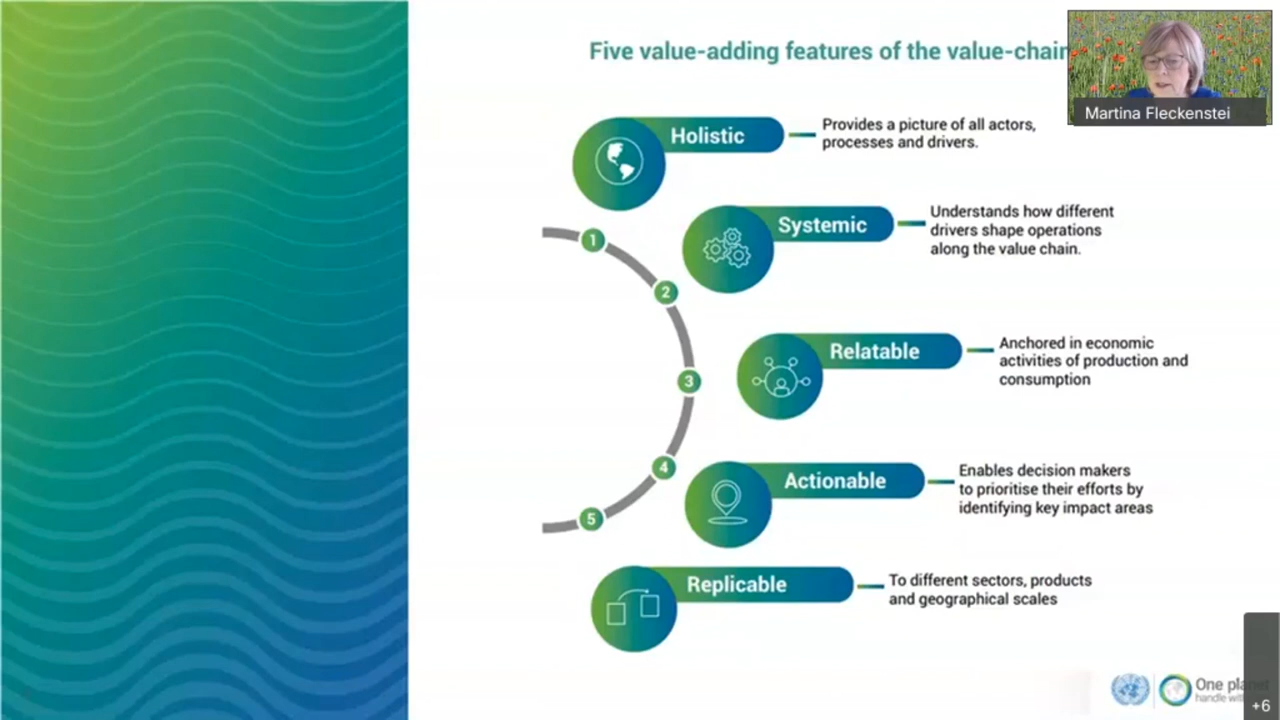 Five value-adding features of the value-chain
Martina Fleckenstei
Holistic
Provides a picture of all actors,
processes and drivers.
Systemic
Understands how different
drivers shape operations
along the value chain.
1
2
Relatable
Anchored in economic
activities of production and
consumption
3
4
Actionable
Enables decision makers
to prioritise their efforts by
identifying key impact areas
5
Replicable
To different sectors, products
and geographical scales
One planet
handle wit
+6